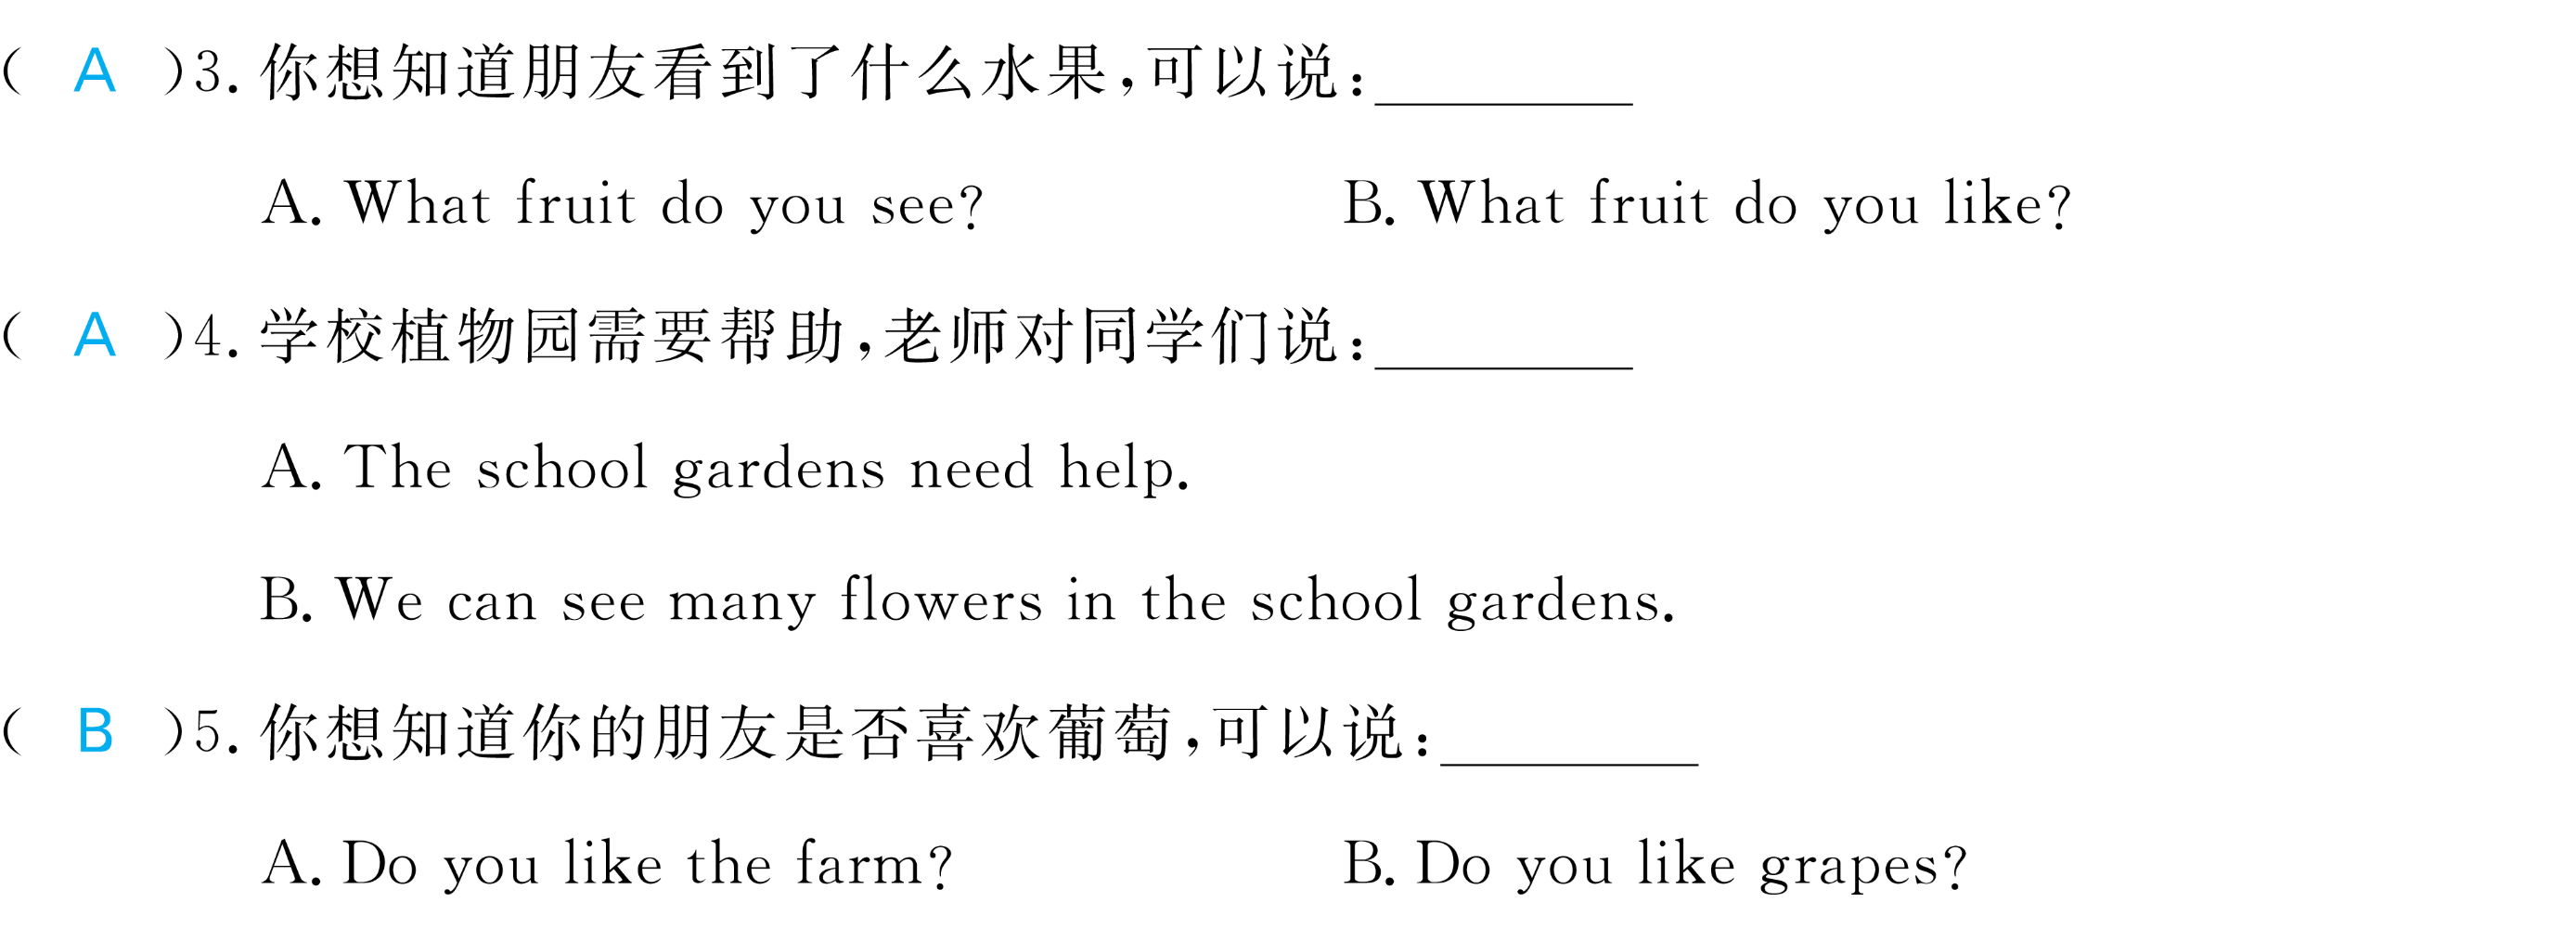 ( A )3. 你想知道朋友看到了什么水果,可以说:________
A. What fruit do you see? B. What fruit do you like?
( A )4. 学校植物园需要帮助,老师对同学们说:________
A. The school gardens need help.
B. We can see many flowers in the school gardens.
( B )5. 你想知道你的朋友是否喜欢葡萄,可以说:________
A. Do you like the farm? B. Do you like grapes?